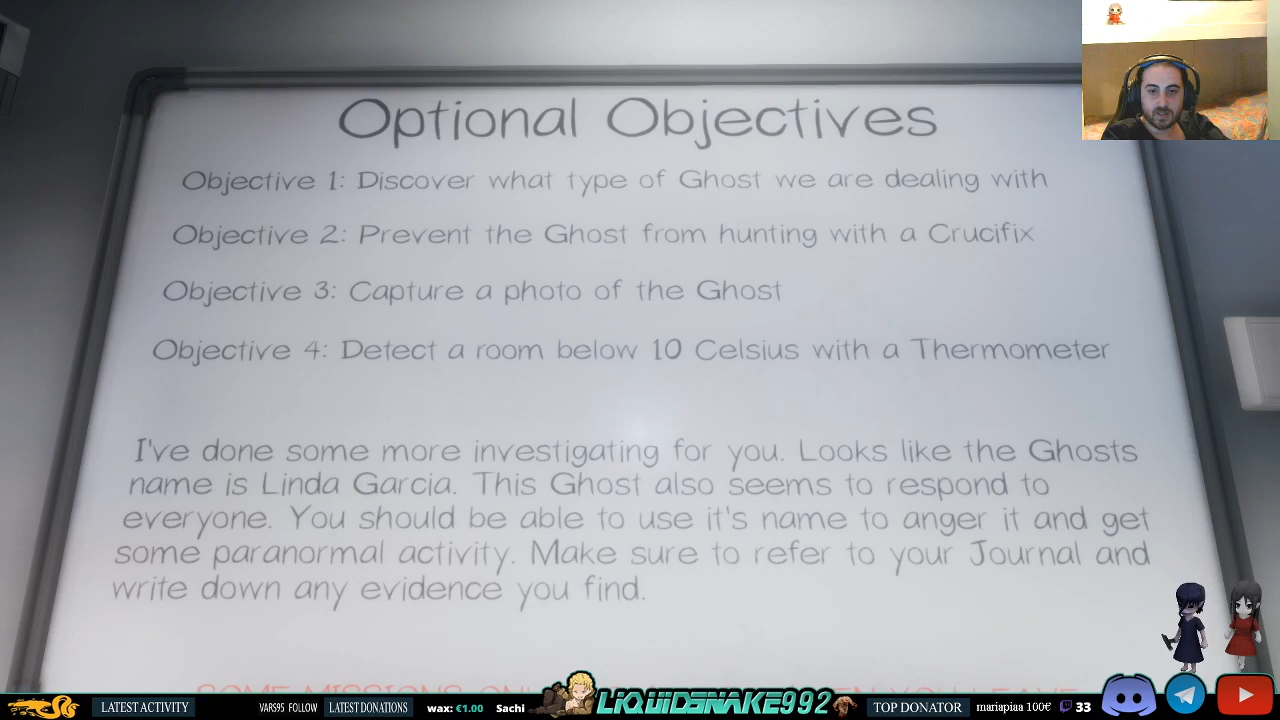 Optional Objectives
Objective 1: Discover what type of Ghost we are dealing with
Objective 2: Prevent the Ghost from hunting with a Crucifix
Objective 3: Capture a photo of the Ghost
Objective 4: Detect a room below 10 Celsius with a Thermometer
I've done some more investigating for you. Looks like the Ghosts
name is Linda Garcia. This Ghost also seems to respond to
everyone. You should be able to use it's name to anger it and get
some paranormal activity. Make sure to refer to your Journal and
write down any evidence you find.
SOME MISSIONS
LATEST ACTIVITY VARS95 FOLLOW LATEST DONATIONS wax: €1.00 Sachi LIQUIDSNAKE992 TOP DONATOR mariapiaa 100€ 33